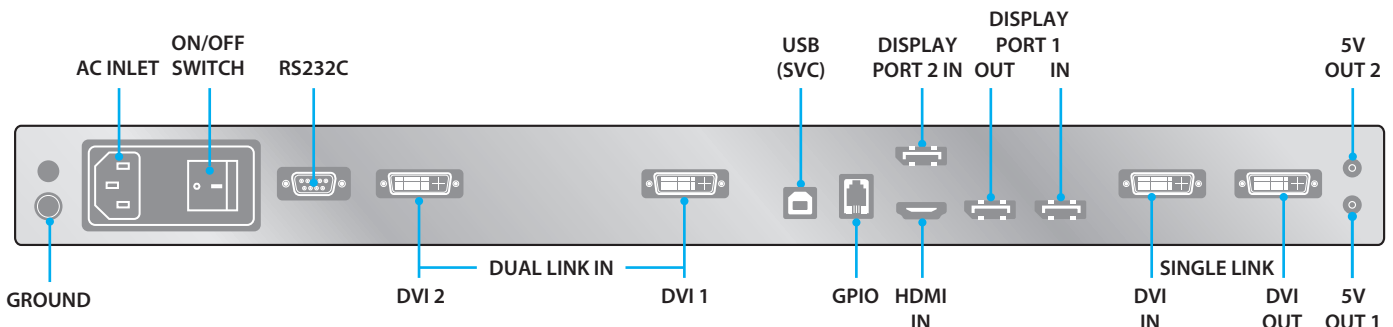 AC INLET
ON/OFF
SWITCH
RS232C
USB
(SVC)
DISPLAY
PORT 2 IN
DISPLAY
PORT 1
OUT IN
5V
OUT 2
GROUND
DUAL LINK IN
DVI 2
DVI 1
GPIO
HDMI
IN
SINGLE LINK
DVI
IN
DVI
OUT
5V
OUT 1